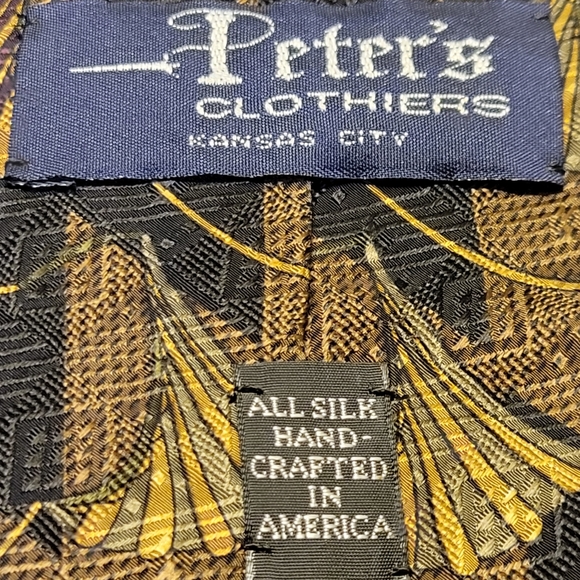 Peter's
CLOTHIERS
KANSAS CITY
ALL SILK
HAND-
CRAFTED
IN
AMERICA